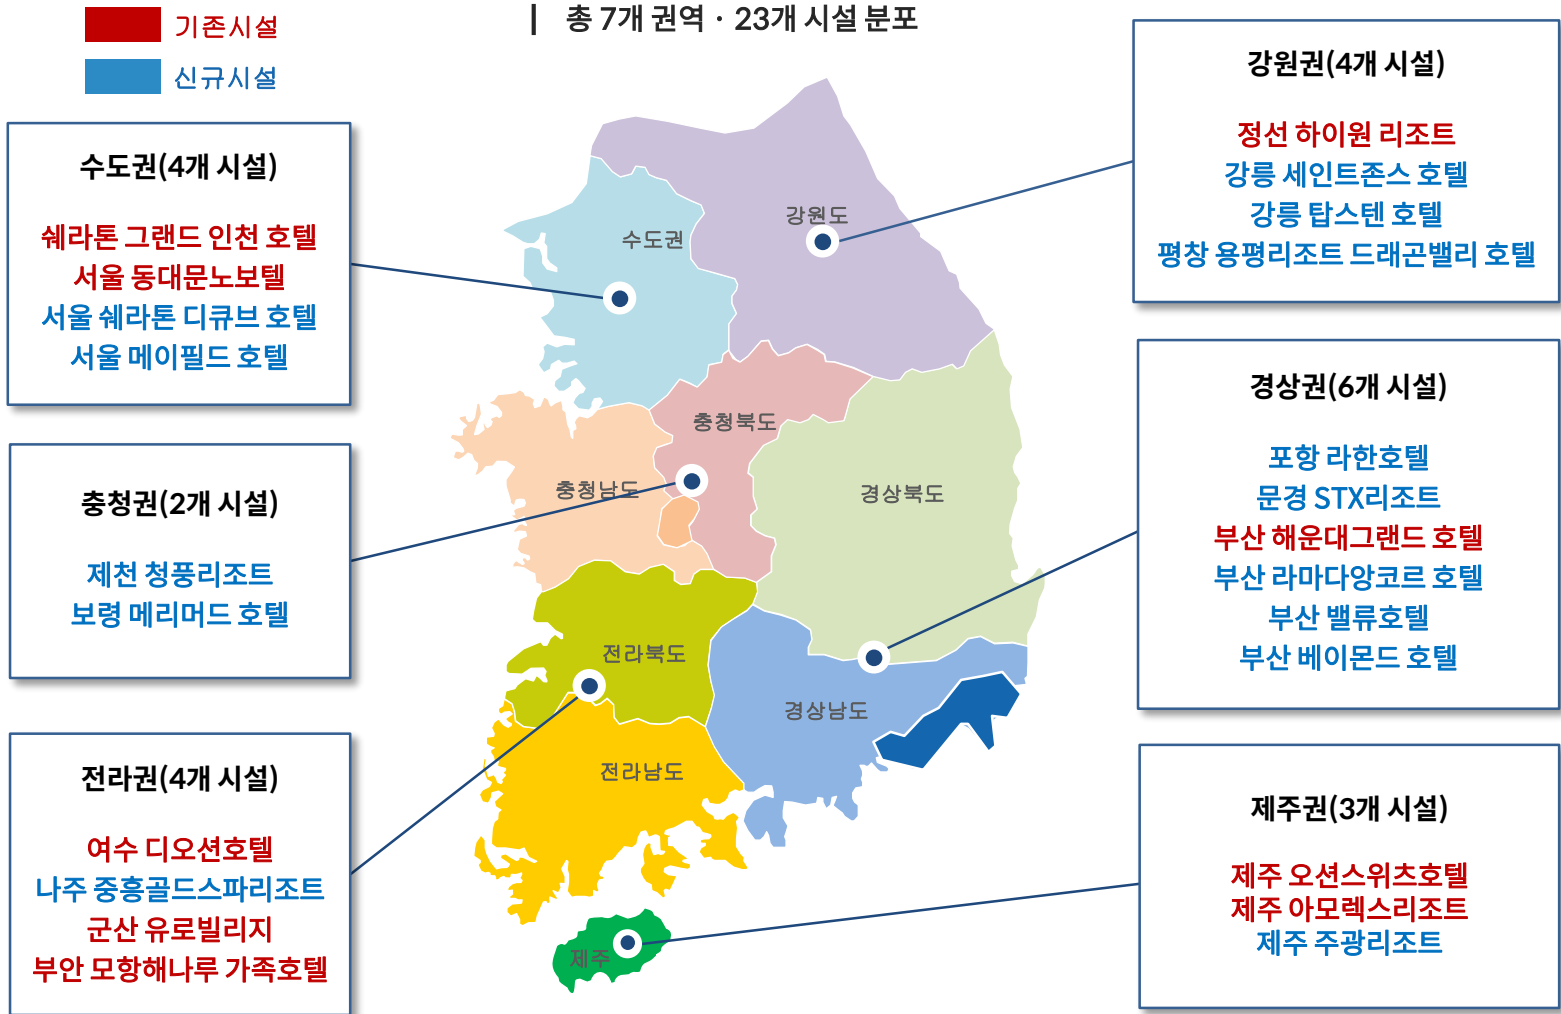 기존시설
신규시설
총 7개 권역 · 23개 시설 분포
수도권(4개 시설)
쉐라톤 그랜드 인천 호텔
서울 동대문노보텔
서울 쉐라톤 디큐브 호텔
서울 메이필드 호텔
충청권(2개 시설)
제천 청풍리조트
보령 메리머드 호텔
전라권(4개 시설)
여수 디오션호텔
나주 중흥골드스파리조트
군산 유로빌리지
부안 모항해나루 가족호텔
강원도
수도권
충청북도
충청남도
경상북도
전라북도
경상남도
전라남도
제주
강원권(4개 시설)
정선 하이원 리조트
강릉 세인트존스 호텔
강릉 탑스텐 호텔
평창 용평리조트 드래곤밸리 호텔
경상권(6개 시설)
포항 라한호텔
문경 STX리조트
부산 해운대그랜드 호텔
부산 라마다앙코르 호텔
부산 밸류호텔
부산 베이몬드 호텔
제주권(3개 시설)
제주 오션스위츠호텔
제주 아모렉스리조트
제주 주광리조트